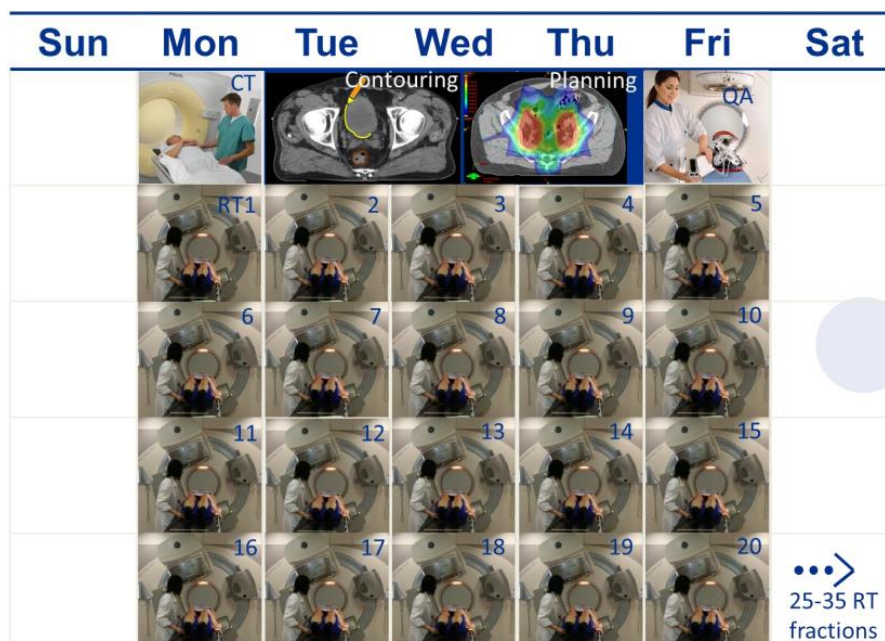 Sun Mon Tue Wed Thu Fri Sat
CT Contouring Planning QA
RT1 2 3 4 5
6 7 8 9 10
11 12 13 14 15
16 17 18 19 20
25-35 RT
fractions